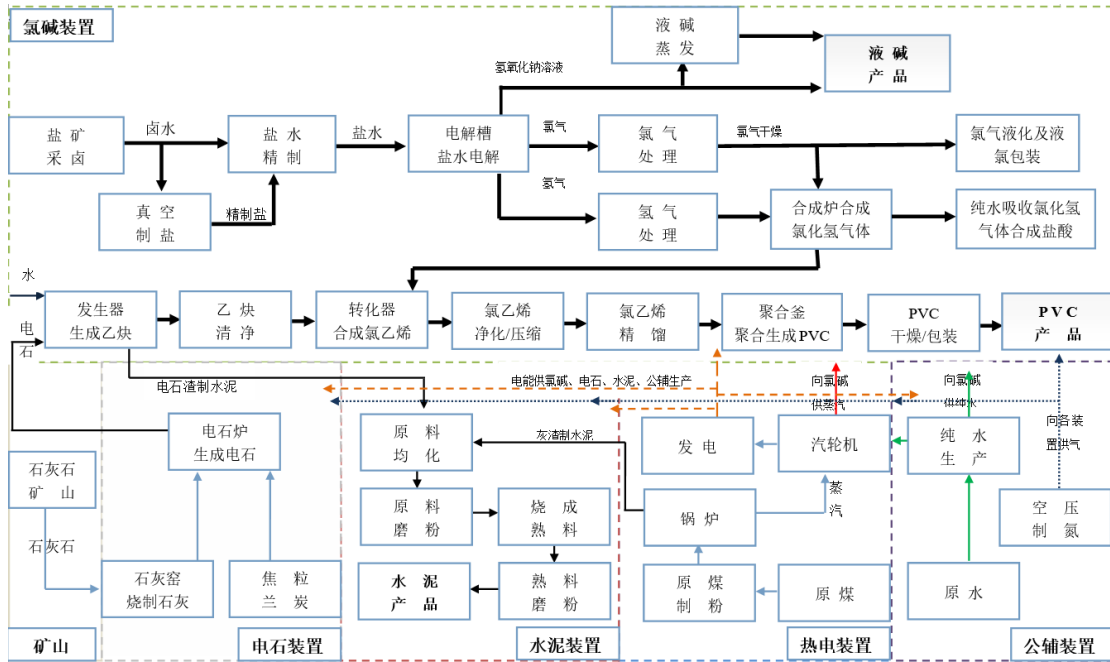 氯碱装置
液 碱
蒸 发
液 碱
产 品
氢氧化钠溶液
盐 矿
采 卤
卤水
盐 水
精 制
盐水
电解槽
盐水电解
氯气
氯 气
处 理
氯气干燥
氯气液化及液
氯包装
氢气
真 空
制 盐
精制盐
氢 气
处 理
合成炉合成
氯化氢气体
纯水吸收氯化氢
气体合成盐酸
水
电
石
发生器
生成乙炔
乙 炔
清 净
转化器
合成氯乙烯
氯乙烯
净化/压缩
氯乙烯
精 馏
聚合釜
聚合生成PVC
PVC
干燥/包装
PVC
产 品
电石渣制水泥
电能供氯碱、电石、水泥、公辅生产
向氯碱
供蒸汽
向氯碱
供纯水
向各装
置供气
电石炉
生成电石
原 料
均 化
灰渣制水泥
发 电
汽轮机
纯 水
生 产
石灰石
矿 山
原 料
磨 粉
烧 成
熟 料
锅 炉
蒸
汽
空 压
制 氮
石灰石
石灰窑
烧制石灰
焦 粒
兰 炭
水 泥
产 品
熟 料
磨 粉
原 煤
制 粉
原 煤
原 水
矿山
电石装置
水泥装置
热电装置
公辅装置